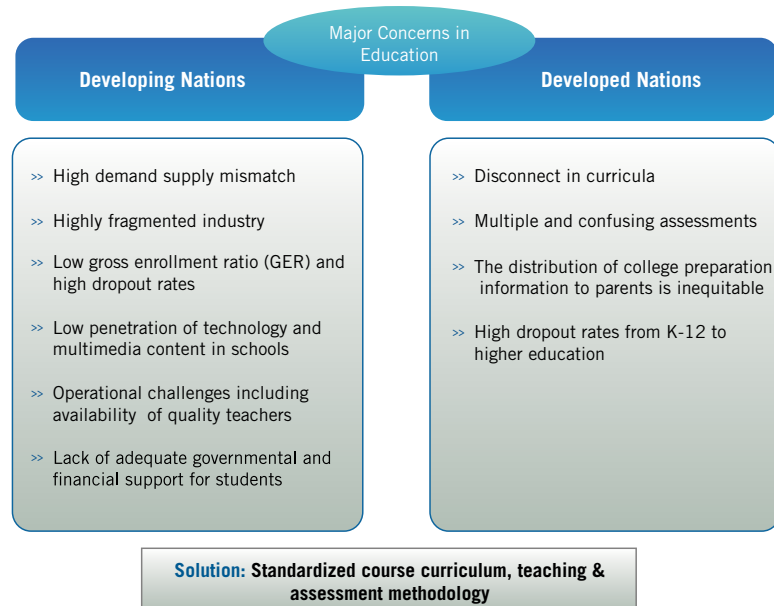 Major Concerns in
Education
Developing Nations
>> High demand supply mismatch
>> Highly fragmented industry
>> Low gross enrollment ratio (GER) and
high dropout rates
>> Low penetration of technology and
multimedia content in schools
>> Operational challenges including
availability of quality teachers
>> Lack of adequate governmental and
financial support for students
Developed Nations
>> Disconnect in curricula
>> Multiple and confusing assessments
>> The distribution of college preparation
information to parents is inequitable
>> High dropout rates from K-12 to
higher education
Solution: Standardized course curriculum, teaching &
assessment methodology